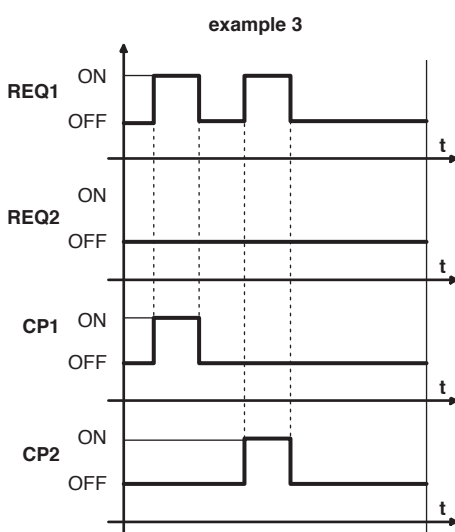 example 3
ON
REQ1
OFF
t
ON
REQ2
OFF
t
CP1 ON
OFF
t
ON
CP2
OFF
t